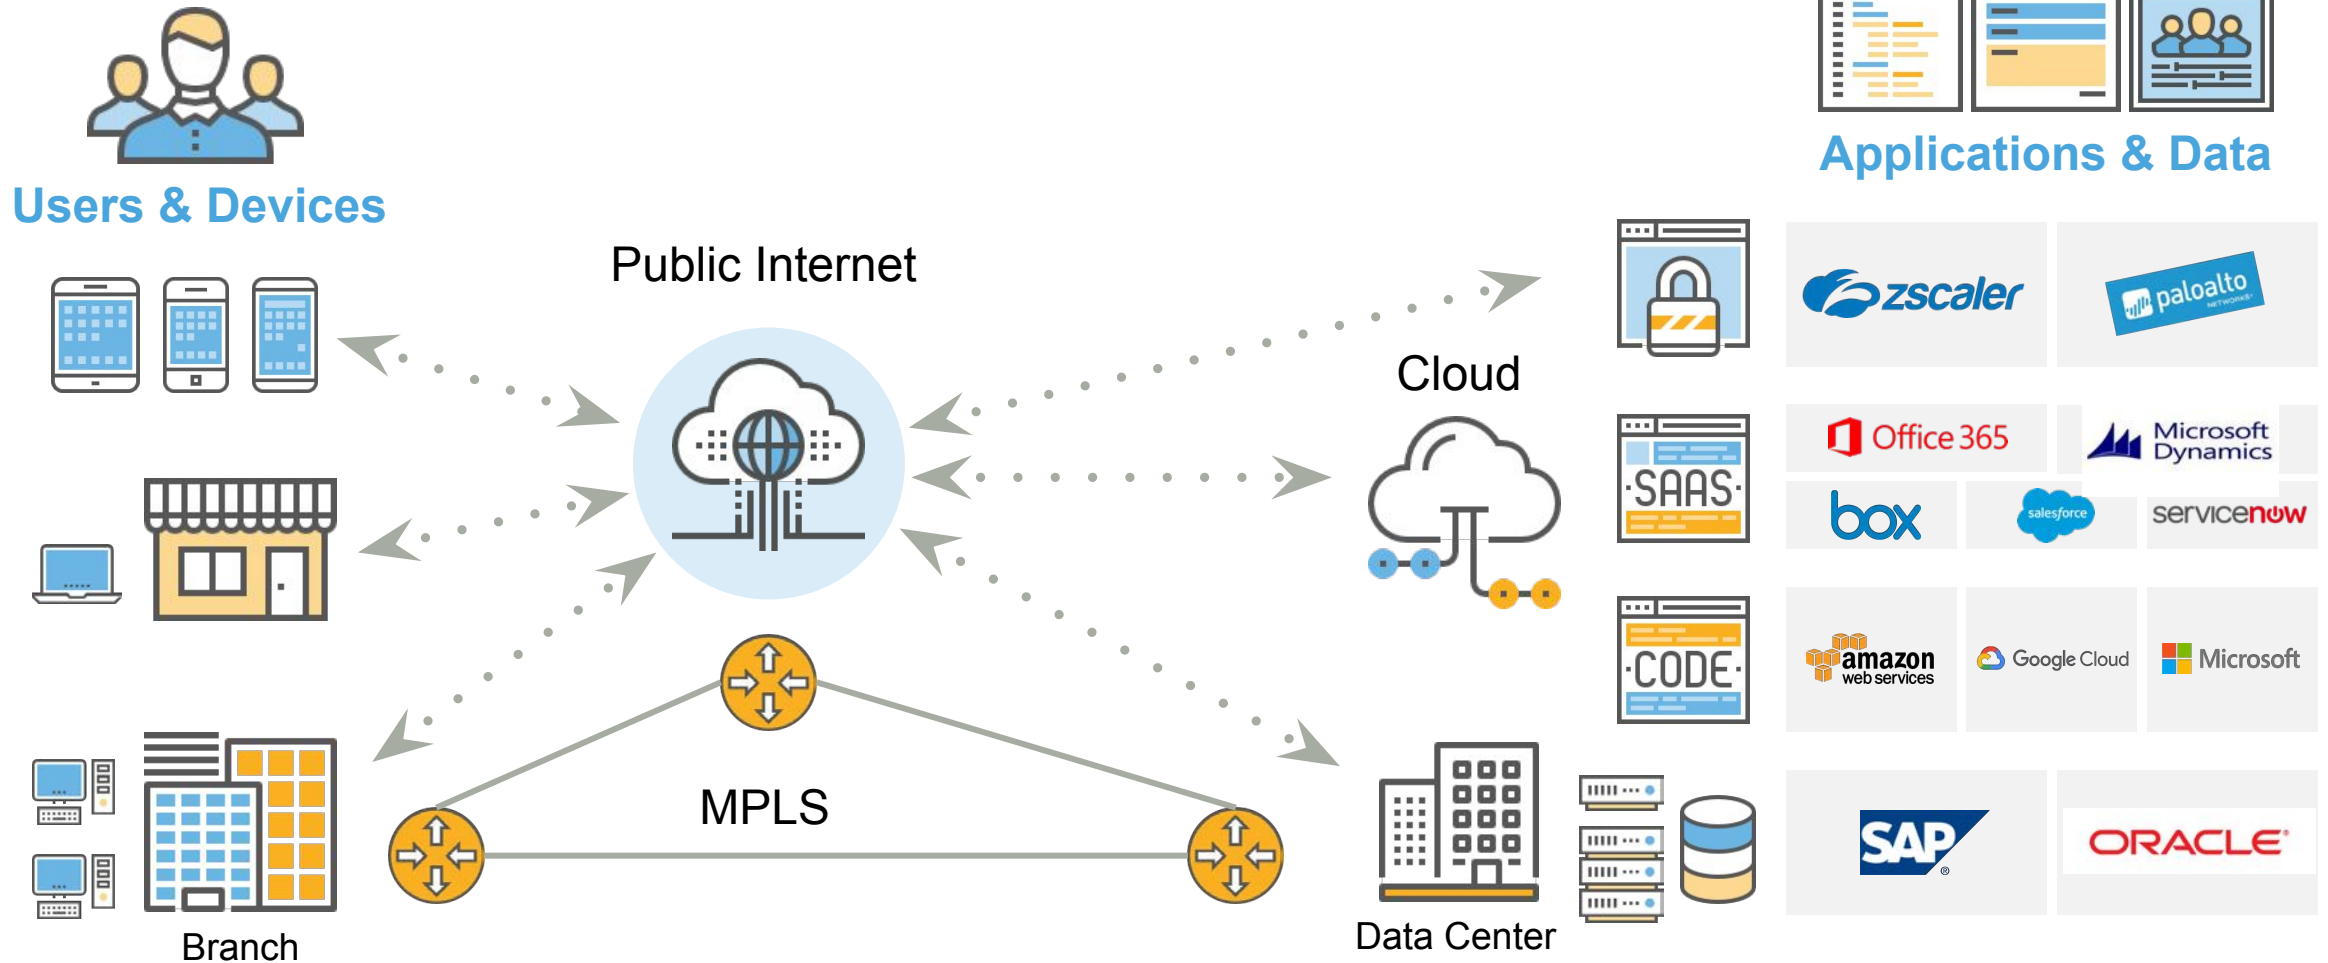 Users & Devices
Applications & Data
Public Internet
Cloud
zscaler
paloalto
NETWORKS®
SAAS
Office 365
Microsoft
Dynamics
box
salesforce
servicenow
CODE
amazon
web services
Google Cloud
Microsoft
MPLS
SAP
®
ORACLE®
Branch
Data Center